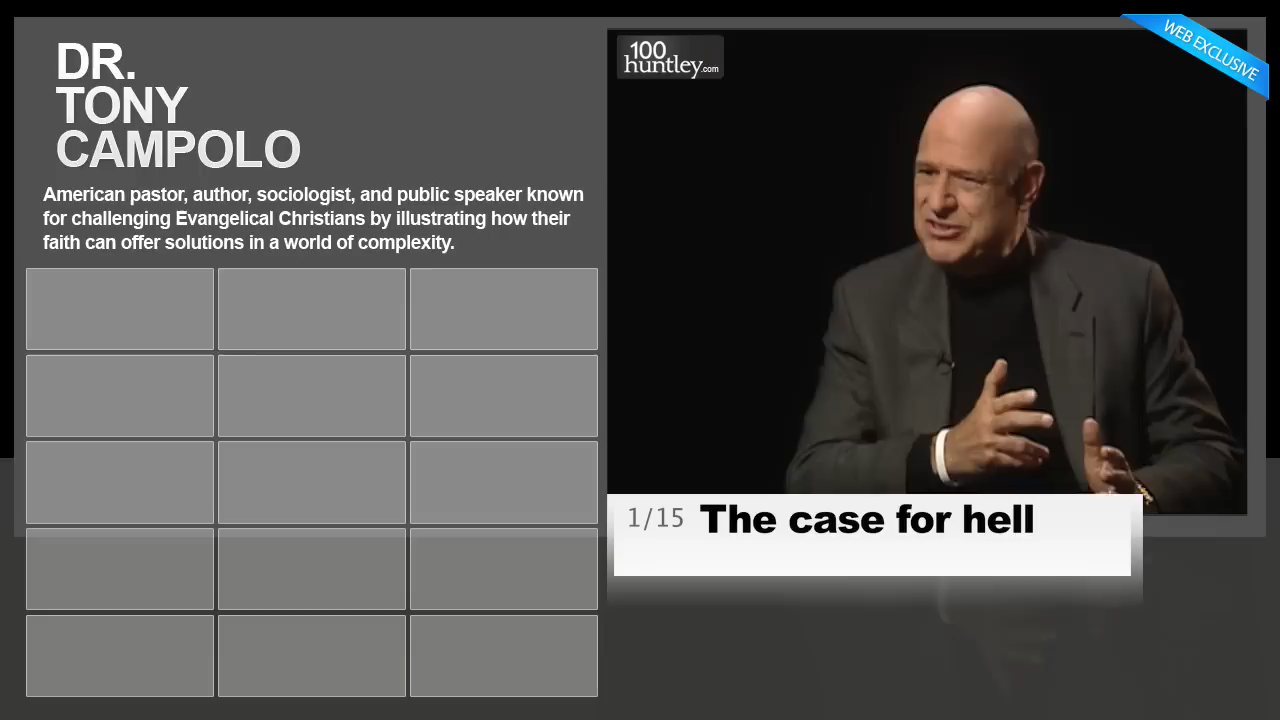 DR.
TONY
CAMPOLO
American pastor, author, sociologist, and public speaker known
for challenging Evangelical Christians by illustrating how their
faith can offer solutions in a world of complexity.
100
huntley.com
WEB EXCLUSIVE
1/15 The case for hell